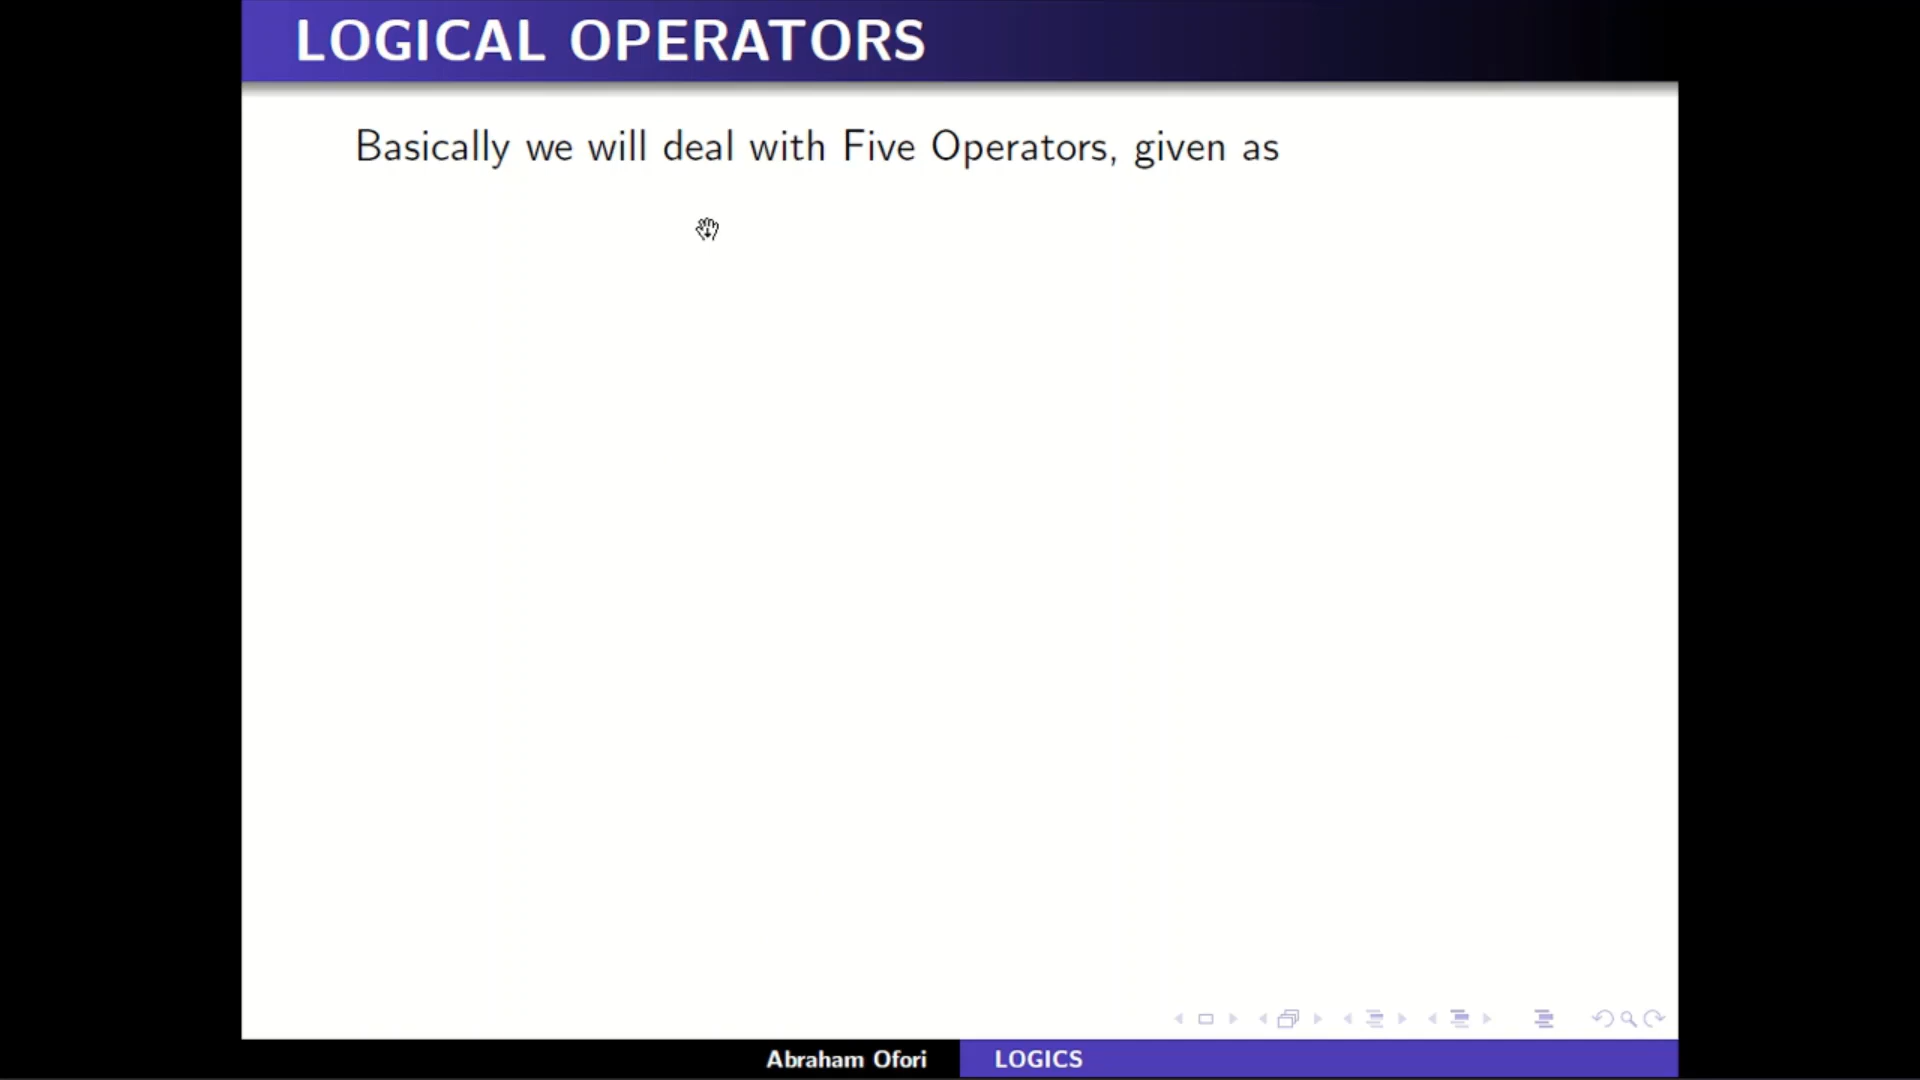 LOGICAL OPERATORS
Basically we will deal with Five Operators, given as
Abraham Ofori
LOGICS